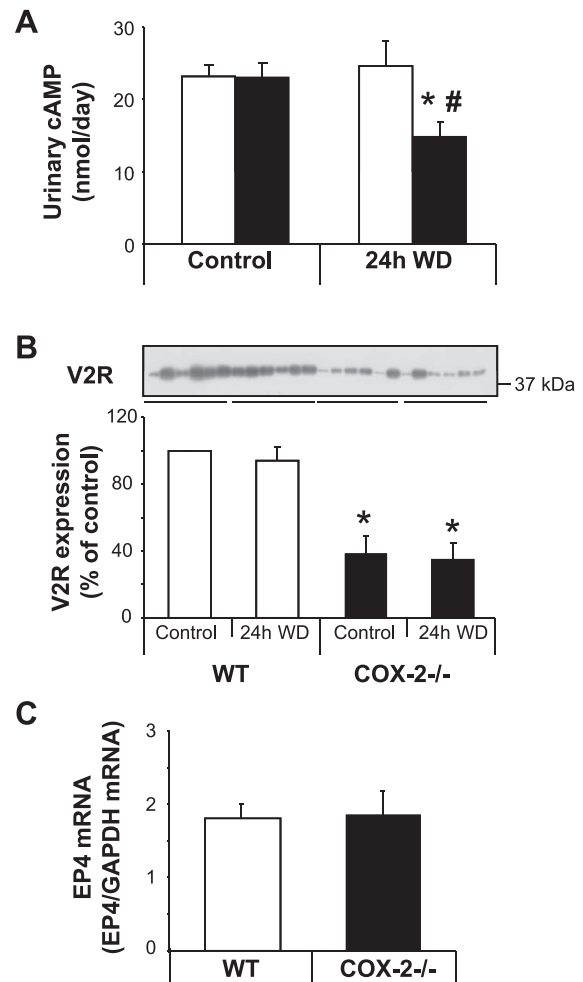 A
Urinary cAMP
(nmol/day)
30
20
10
0
* #
Control
24h WD
B
V2R
37 kDa
V2R expression
(% of control)
120
80
40
0
*
*
Control
24h WD
Control
24h WD
WT
COX-2-/-
C
EP4 mRNA
(EP4/GAPDH mRNA)
3
2
1
0
WT
COX-2-/-